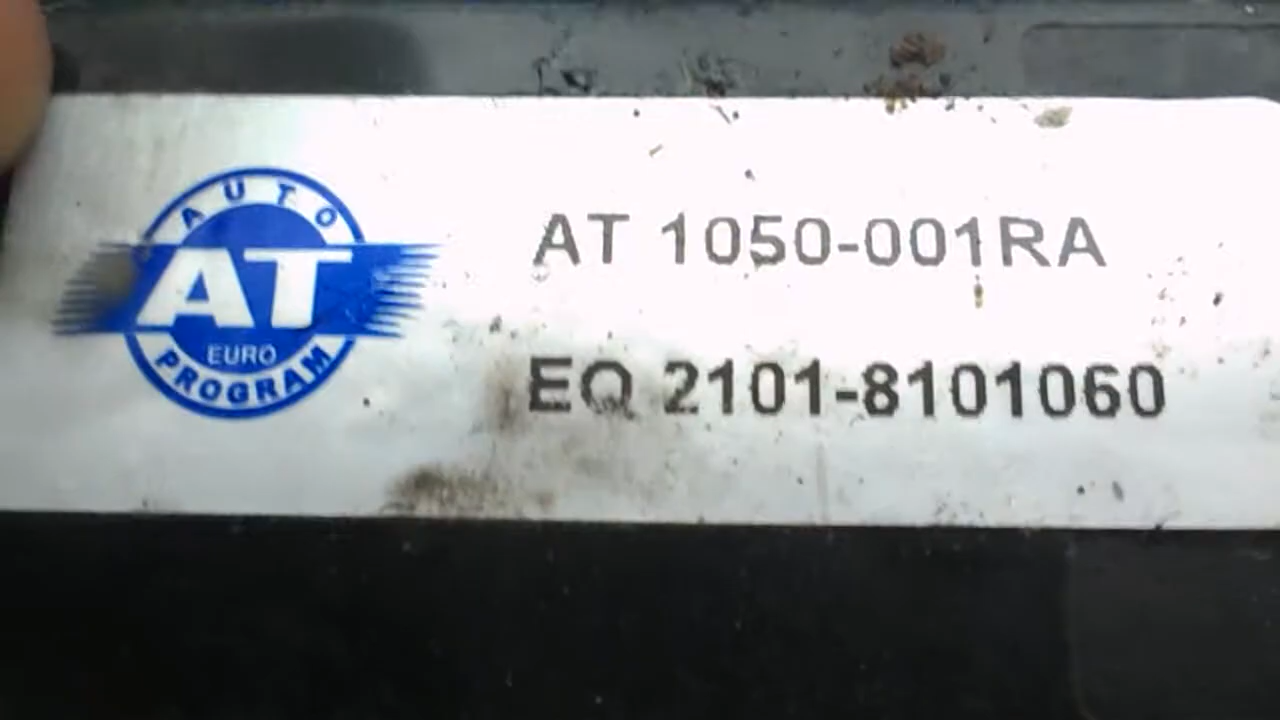 AUTO
AT
EURO
PROGRAM
AT 1050-001RA
EQ 2101-8101060